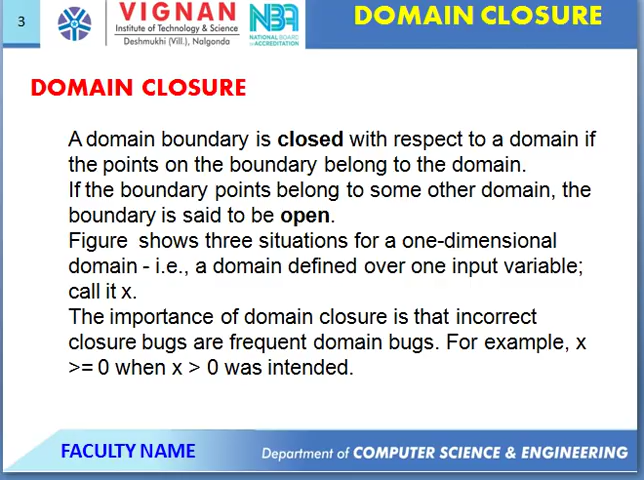 3
VIGNAN
Institute of Technology & Science
Deshmukhi (Vill.), Nalgonda
NBA
NATIONAL BOARD
of ACCREDITATION
DOMAIN CLOSURE
DOMAIN CLOSURE
A domain boundary is closed with respect to a domain if
the points on the boundary belong to the domain.
If the boundary points belong to some other domain, the
boundary is said to be open.
Figure shows three situations for a one-dimensional
domain - i.e., a domain defined over one input variable;
call it x.
The importance of domain closure is that incorrect
closure bugs are frequent domain bugs. For example, x
>= 0 when x > 0 was intended.
FACULTY NAME
Department of COMPUTER SCIENCE & ENGINEERING